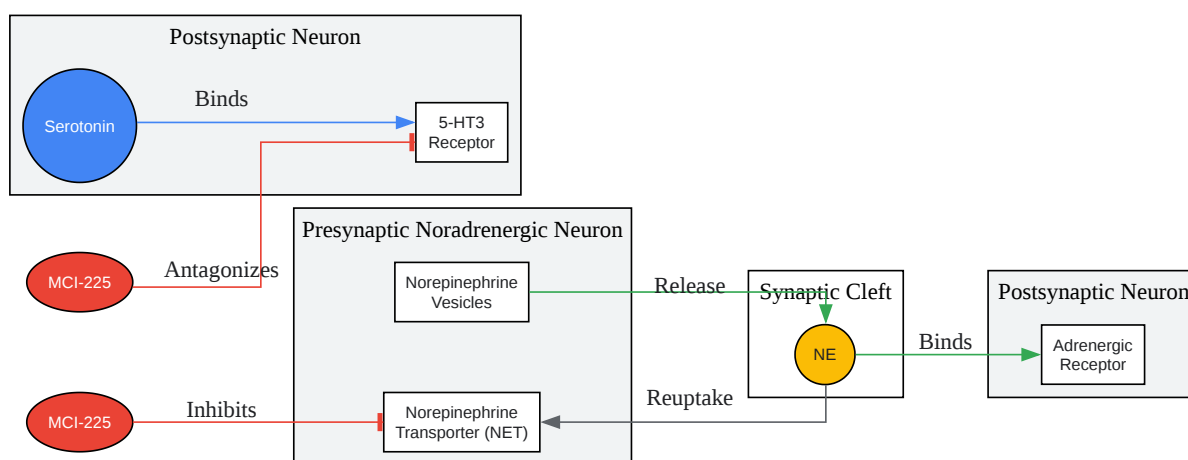 Postsynaptic Neuron
Serotonin
Binds
5-HT3
Receptor
Presynaptic Noradrenergic Neuron
MCI-225
Antagonizes
Norepinephrine
Vesicles
Release
Synaptic Cleft
NE
Binds
Postsynaptic Neuron
Adrenergic
Receptor
MCI-225
Inhibits
Norepinephrine
Transporter (NET)
Reuptake